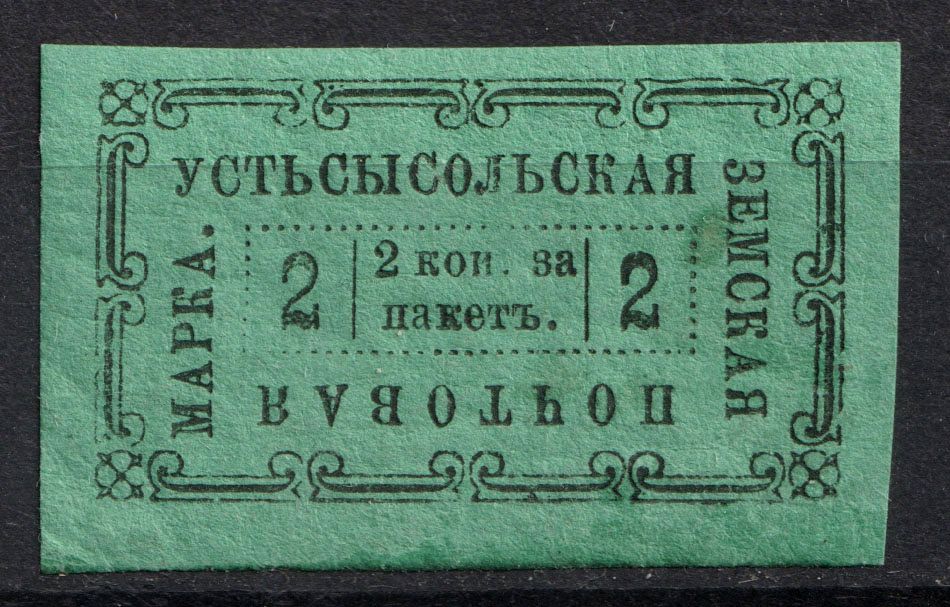 УСТЬСЫСОЛЬСКАЯ
ЗЕМСКАЯ
ПОЧТОВАЯ
МАРКА.
2
2 коп. за
пакетъ.
2